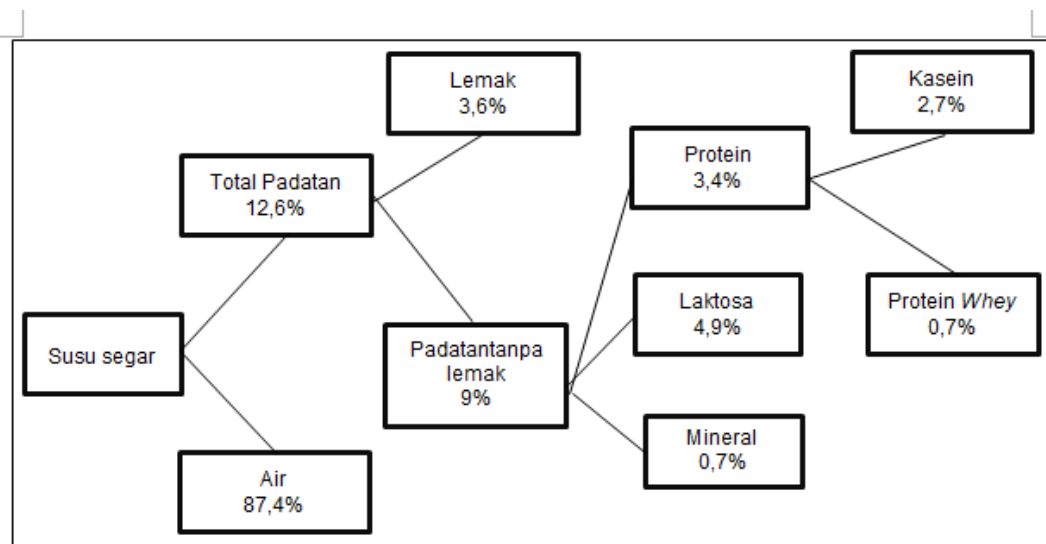 Lemak
3,6%
Kasein
2,7%
Protein
3,4%
Total Padatan
12,6%
Laktosa
4,9%
Protein Whey
0,7%
Susu segar
Padatantanpa
lemak
9%
Mineral
0,7%
Air
87,4%